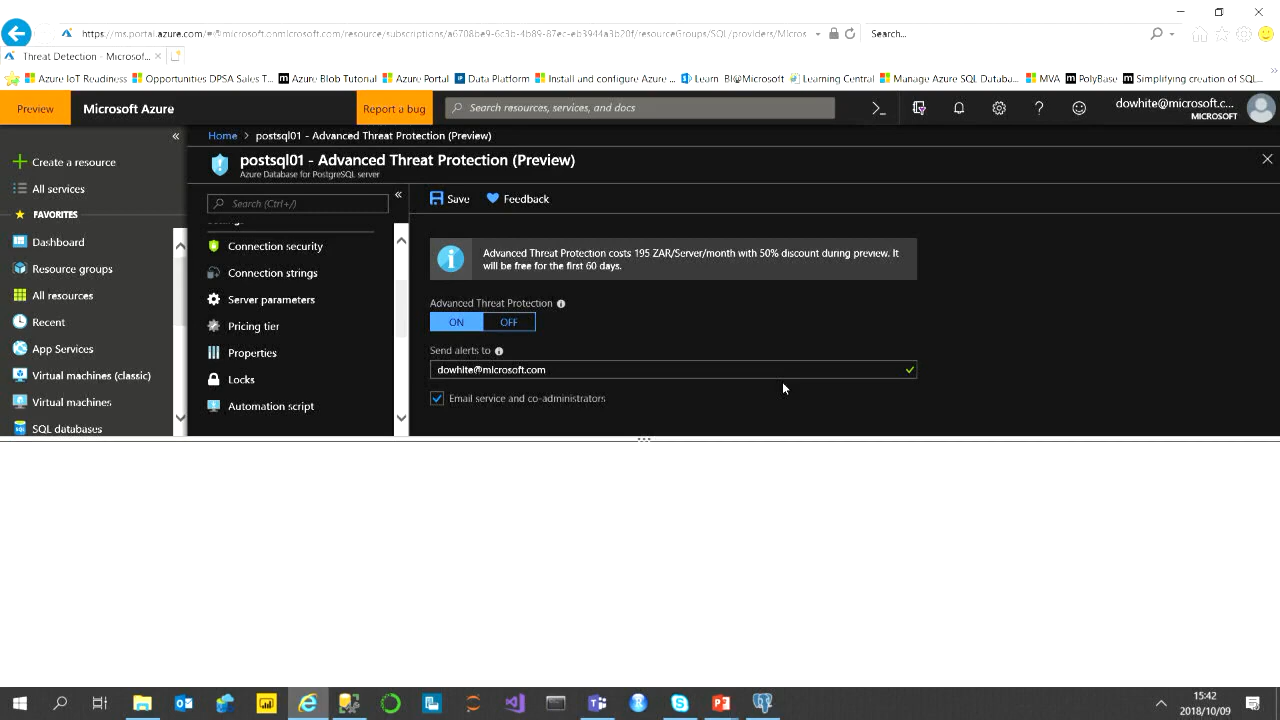 https://ms.portal.azure.com/
Search...
Threat Detection - Microsof...
Azure IoT Readiness
Opportunities DPSA Sales T...
Azure Blob Tutorial
Azure Portal
Data Platform
Install and configure Azure ...
Learn BI@Microsoft
Learning Central
Manage Azure SQL Databa...
MVA
PolyBase
Simplifying creation of SQL...
Preview
Microsoft Azure
Report a bug
Search resources, services, and docs
dowhite@microsoft.c...
MICROSOFT
Home > postsql01 - Advanced Threat Protection (Preview)
postsql01 - Advanced Threat Protection (Preview)
Azure Database for PostgreSQL server
Create a resource
All services
FAVORITES
Dashboard
Resource groups
All resources
Recent
App Services
Virtual machines (classic)
Virtual machines
SQL databases
Search (Ctrl+/)
Connection security
Connection strings
Server parameters
Pricing tier
Properties
Locks
Automation script
Save
Feedback
Advanced Threat Protection costs 195 ZAR/Server/month with 50% discount during preview. It
will be free for the first 60 days.
Advanced Threat Protection
ON
OFF
Send alerts to
dowhite@microsoft.com
Email service and co-administrators
15:42
2018/10/09